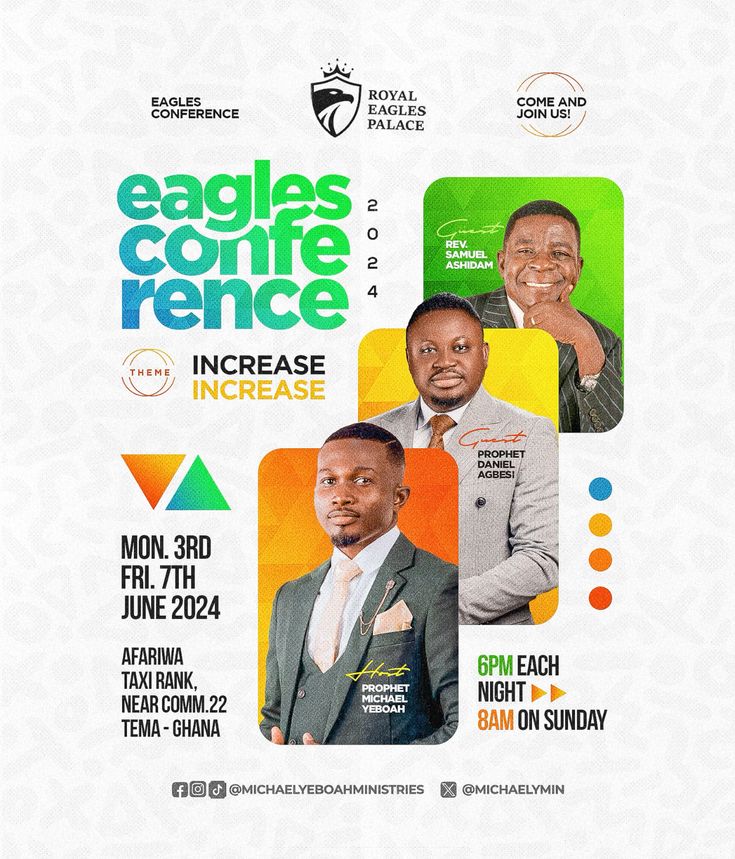 EAGLES
CONFERENCE
ROYAL
EAGLES
PALACE
COME AND
JOIN US!
eagles
confe
rence
2
0
2
4
THEME
INCREASE
INCREASE
Guest
REV.
SAMUEL
ASHIDAM
Guest
PROPHET
DANIEL
AGBESI
Host
PROPHET
MICHAEL
YEBOAH
MON. 3RD
FRI. 7TH
JUNE 2024
AFARIWA
TAXI RANK,
NEAR COMM.22
TEMA - GHANA
6PM EACH
NIGHT
8AM ON SUNDAY
@MICHAELYEBOAHMINISTRIES
@MICHAELYMIN